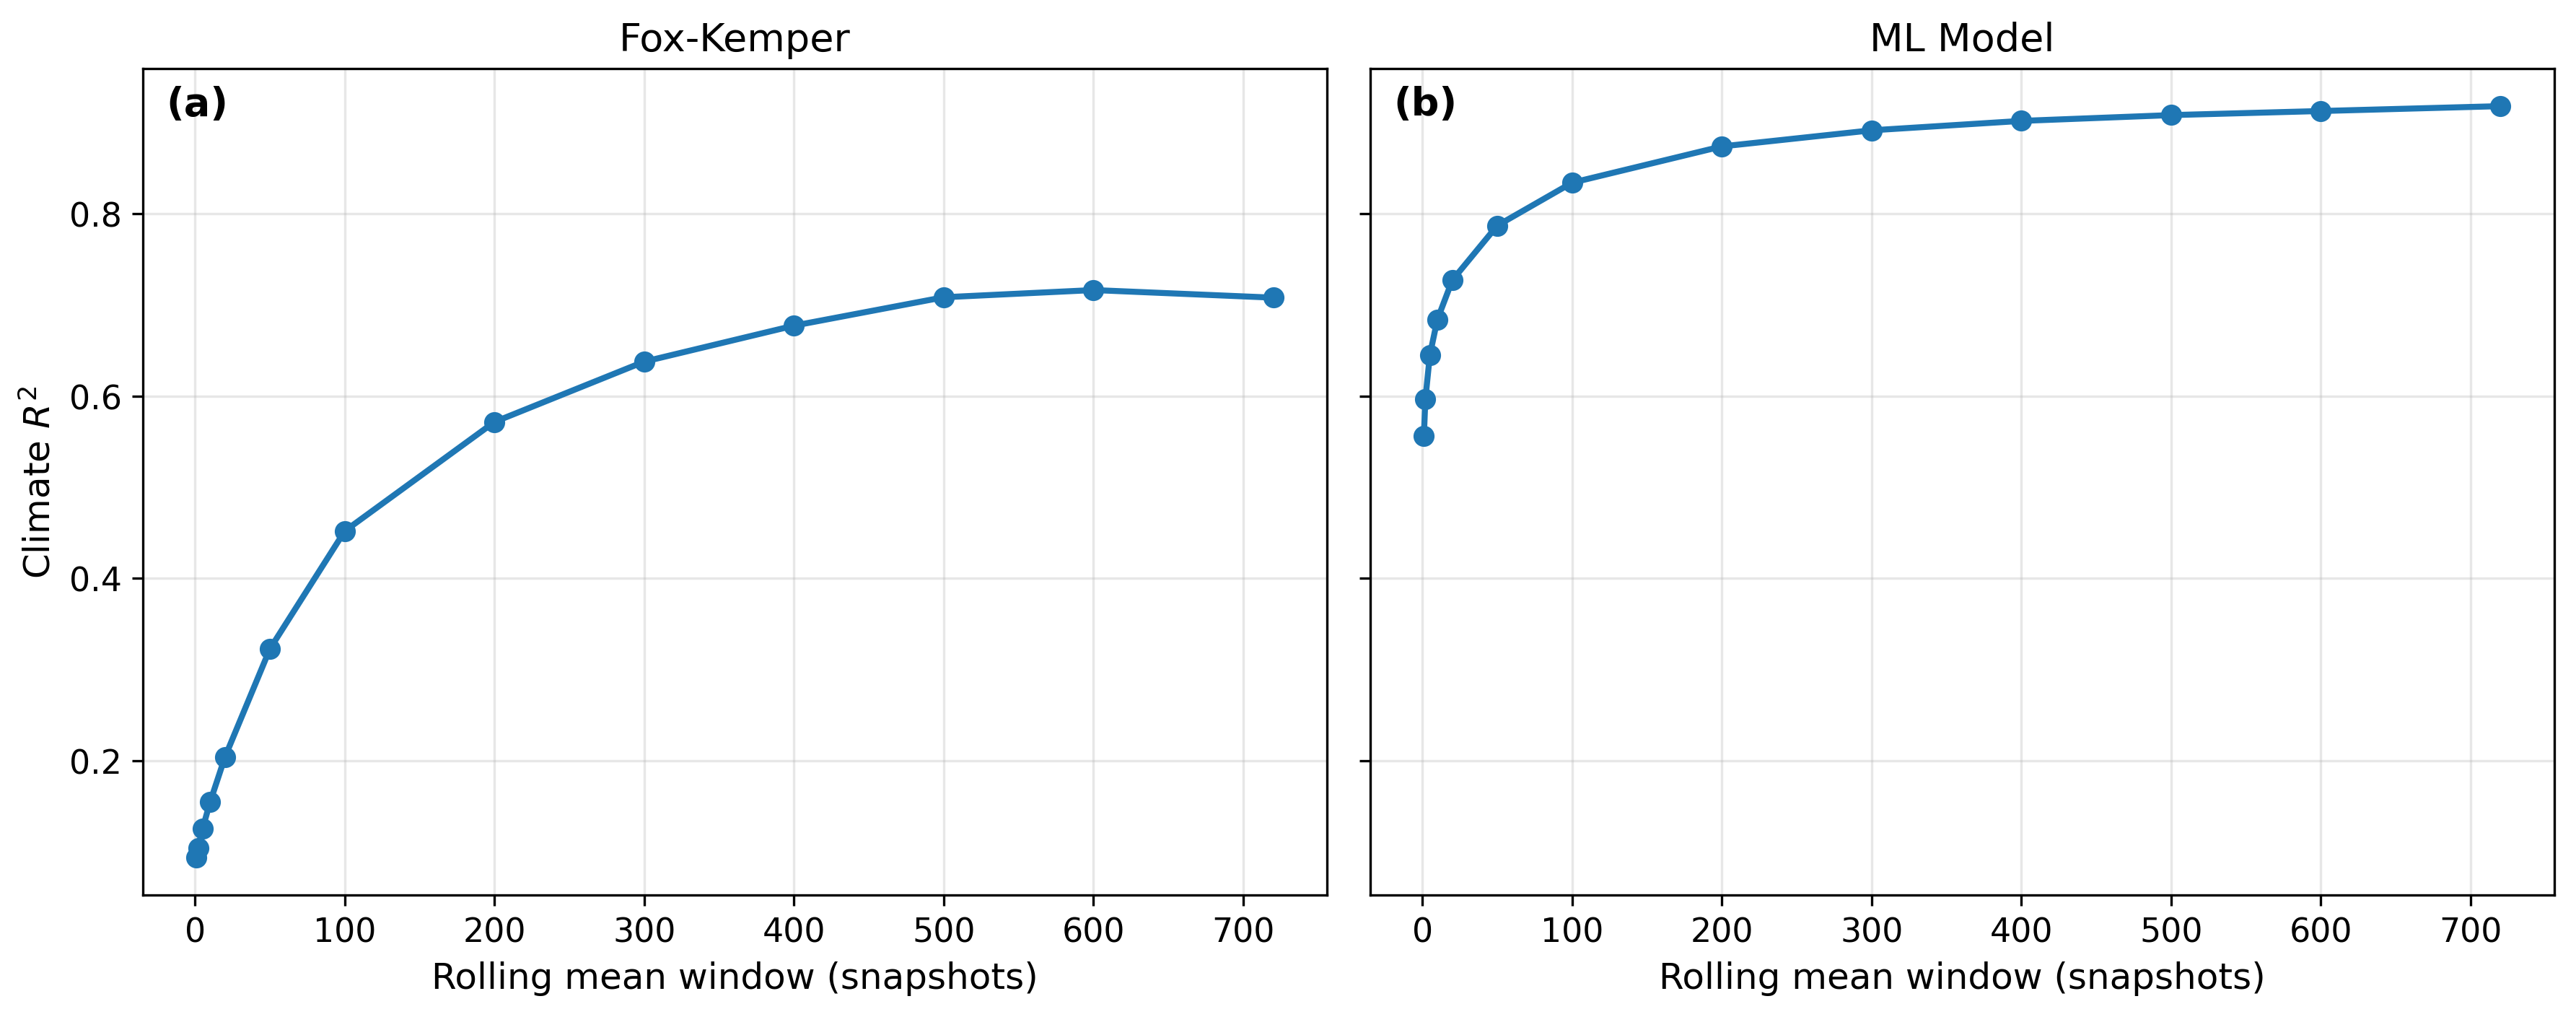 Fox-Kemper
(a)
Climate R²
0.8
0.6
0.4
0.2
0 100 200 300 400 500 600 700
Rolling mean window (snapshots)
ML Model
(b)
0 100 200 300 400 500 600 700
Rolling mean window (snapshots)